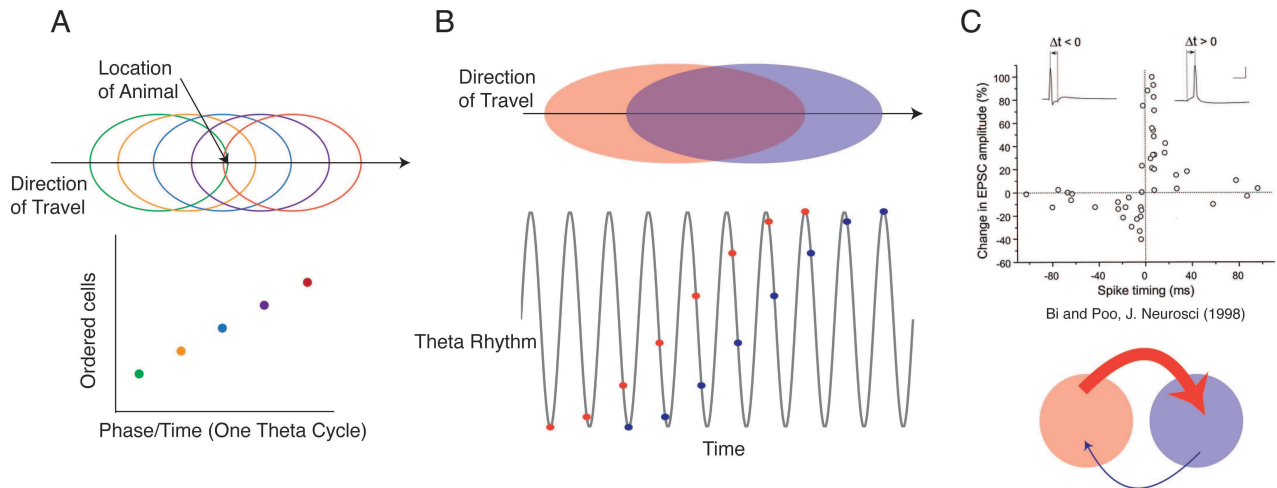 A
Location
of Animal
Direction
of Travel
Ordered cells
Phase/Time (One Theta Cycle)
B
Direction
of Travel
Theta Rhythm
Time
C
Δt < 0
Δt > 0
Change in EPSC amplitude (%)
100
80
60
40
20
0
-20
-40
-60
-80
-40
0
40
80
Spike timing (ms)
Bi and Poo, J. Neurosci (1998)